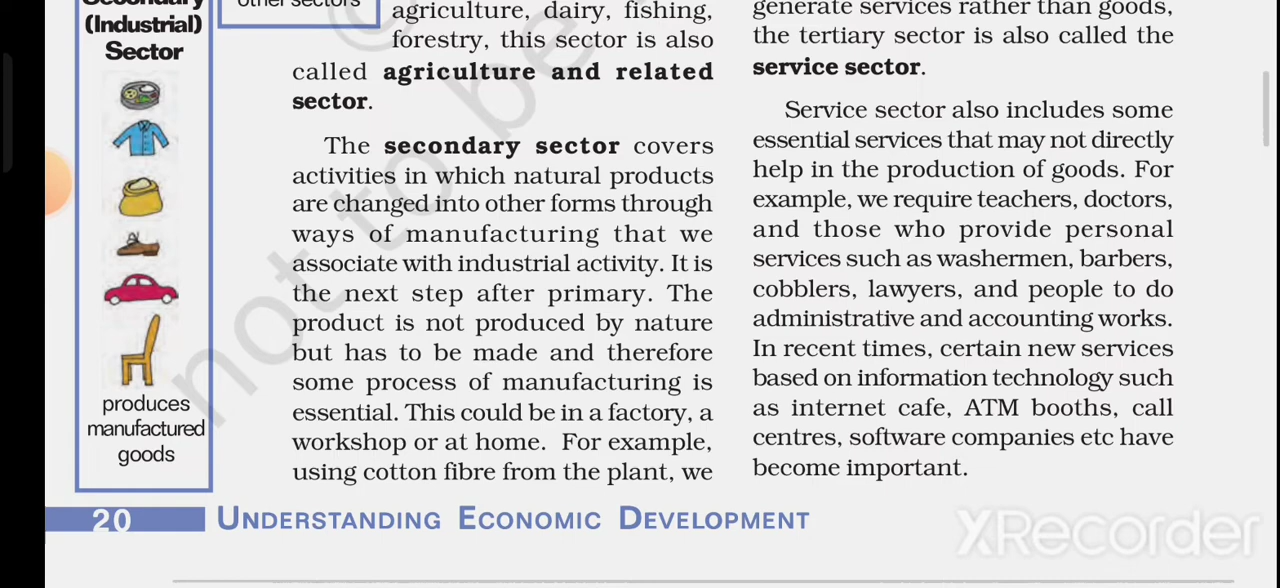 Secondary
(Industrial)
Sector
produces
manufactured
goods
other sectors
agriculture, dairy, fishing,
forestry, this sector is also
called agriculture and related
sector.
The secondary sector covers
activities in which natural products
are changed into other forms through
ways of manufacturing that we
associate with industrial activity. It is
the next step after primary. The
product is not produced by nature
but has to be made and therefore
some process of manufacturing is
essential. This could be in a factory, a
workshop or at home. For example,
using cotton fibre from the plant, we
generate services rather than goods,
the tertiary sector is also called the
service sector.
Service sector also includes some
essential services that may not directly
help in the production of goods. For
example, we require teachers, doctors,
and those who provide personal
services such as washermen, barbers,
cobblers, lawyers, and people to do
administrative and accounting works.
In recent times, certain new services
based on information technology such
as internet cafe, ATM booths, call
centres, software companies etc have
become important.
20 UNDERSTANDING ECONOMIC DEVELOPMENT
© not to be
XRecorder